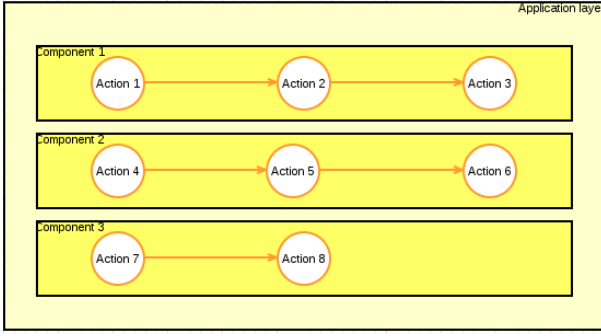 Application laye
Component 1
Action 1
Action 2
Action 3
Component 2
Action 4
Action 5
Action 6
Component 3
Action 7
Action 8